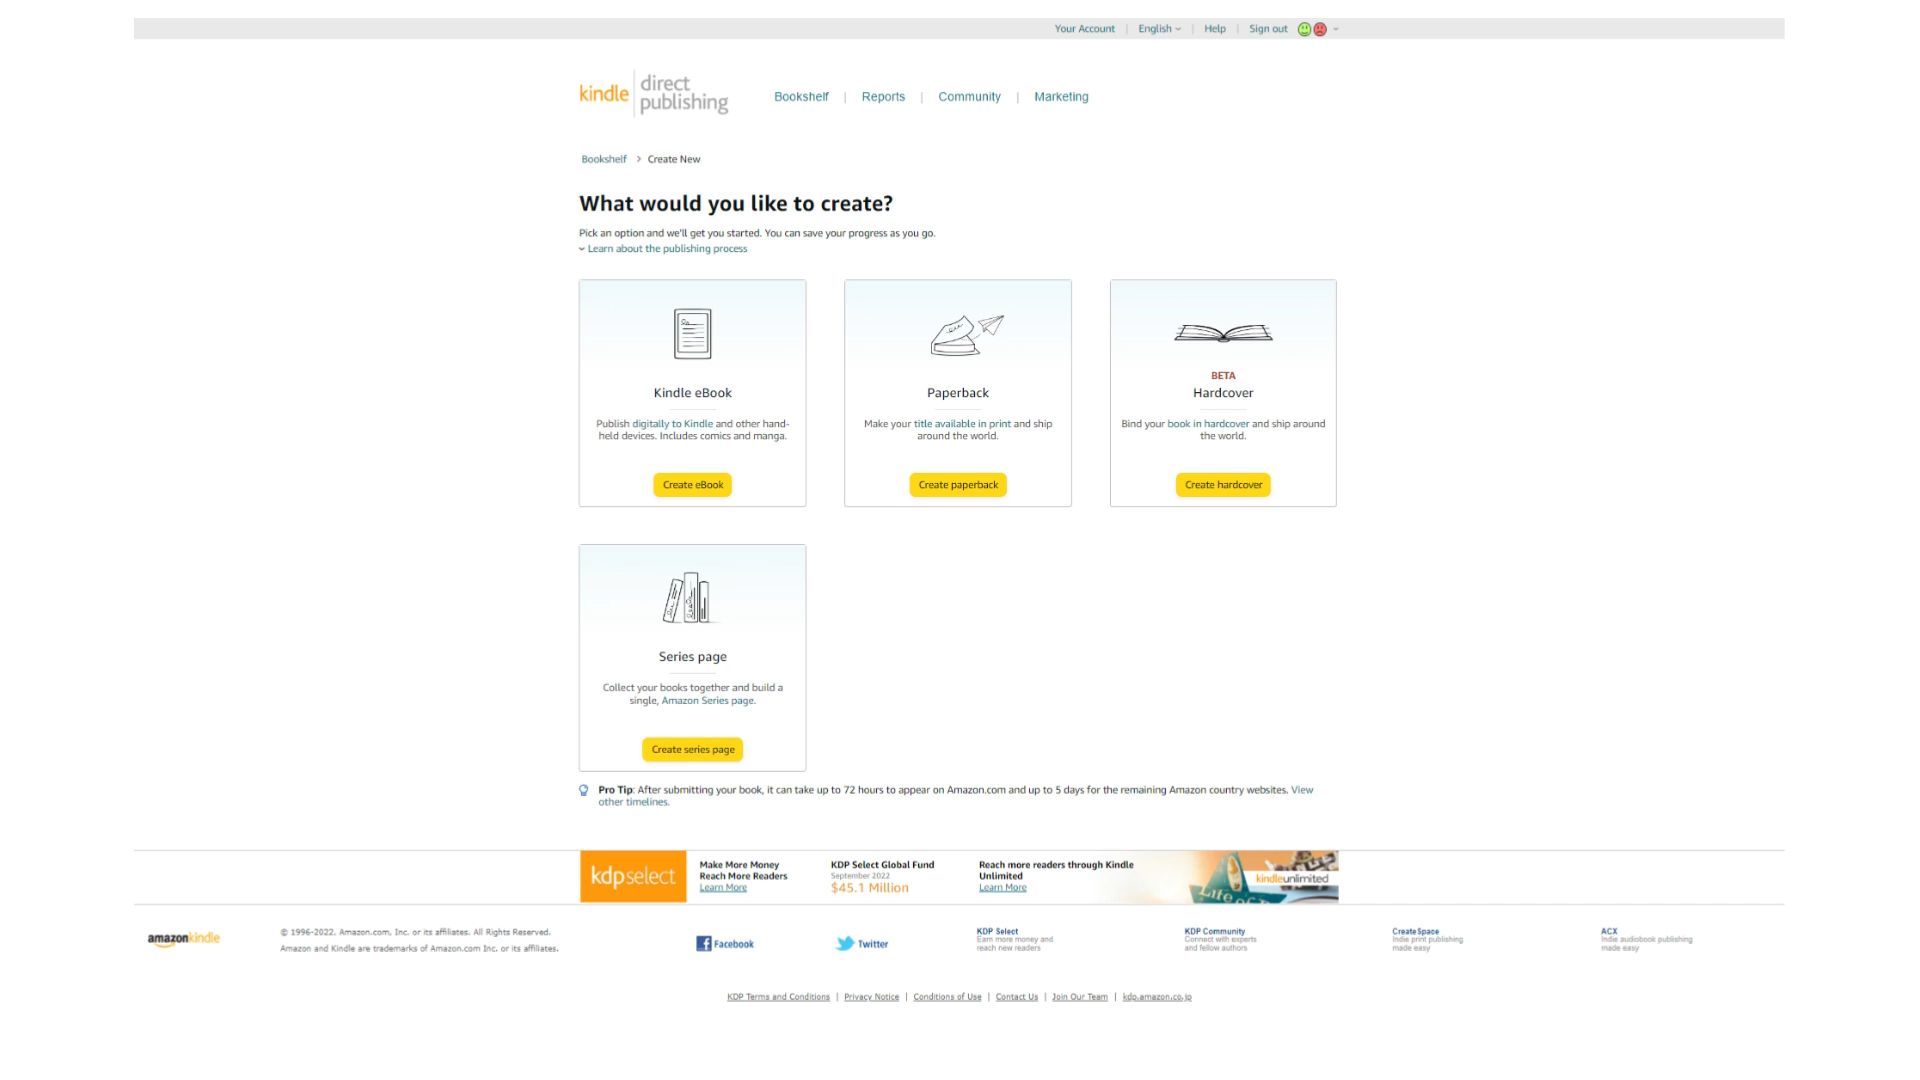 Your Account | English | Help | Sign out
kindle direct publishing
Bookshelf | Reports | Community | Marketing
Bookshelf > Create New
What would you like to create?
Pick an option and we'll get you started. You can save your progress as you go.
Learn about the publishing process
Kindle eBook
Publish digitally to Kindle and other hand-
held devices. Includes comics and manga.
Create eBook
Paperback
Make your title available in print and ship
around the world.
Create paperback
BETA
Hardcover
Bind your book in hardcover and ship around
the world.
Create hardcover
Series page
Collect your books together and build a
single, Amazon Series page.
Create series page
Pro Tip: After submitting your book, it can take up to 72 hours to appear on Amazon.com and up to 5 days for the remaining Amazon country websites. View
other timelines.
kdpselect
Make More Money
Reach More Readers
Learn More
KDP Select Global Fund
September 2022
$45.1 Million
Reach more readers through Kindle
Unlimited
Learn More
Life of
kindleunlimited
amazonkindle
© 1996-2022, Amazon.com, Inc. or its affiliates. All Rights Reserved.
Amazon and Kindle are trademarks of Amazon.com Inc. or its affiliates.
Facebook
Twitter
KDP Select
Earn more money and
reach new readers
KDP Community
Connect with experts
and fellow authors
CreateSpace
Indie print publishing
made easy
ACX
Indie audiobook publishing
made easy
KDP Terms and Conditions | Privacy Notice | Conditions of Use | Contact Us | Join Our Team | kdp.amazon.co.jp